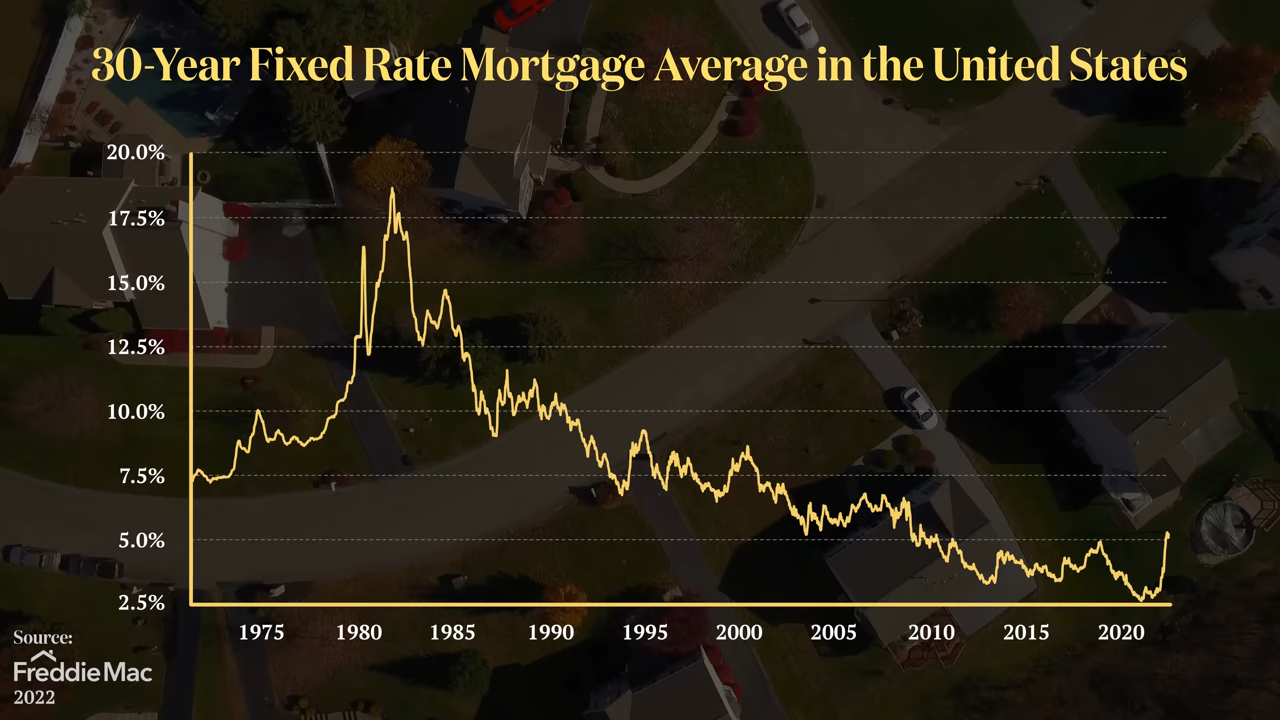 30-Year Fixed Rate Mortgage Average in the United States
20.0%
17.5%
15.0%
12.5%
10.0%
7.5%
5.0%
2.5%
1975 1980 1985 1990 1995 2000 2005 2010 2015 2020
Source:
FreddieMac
2022